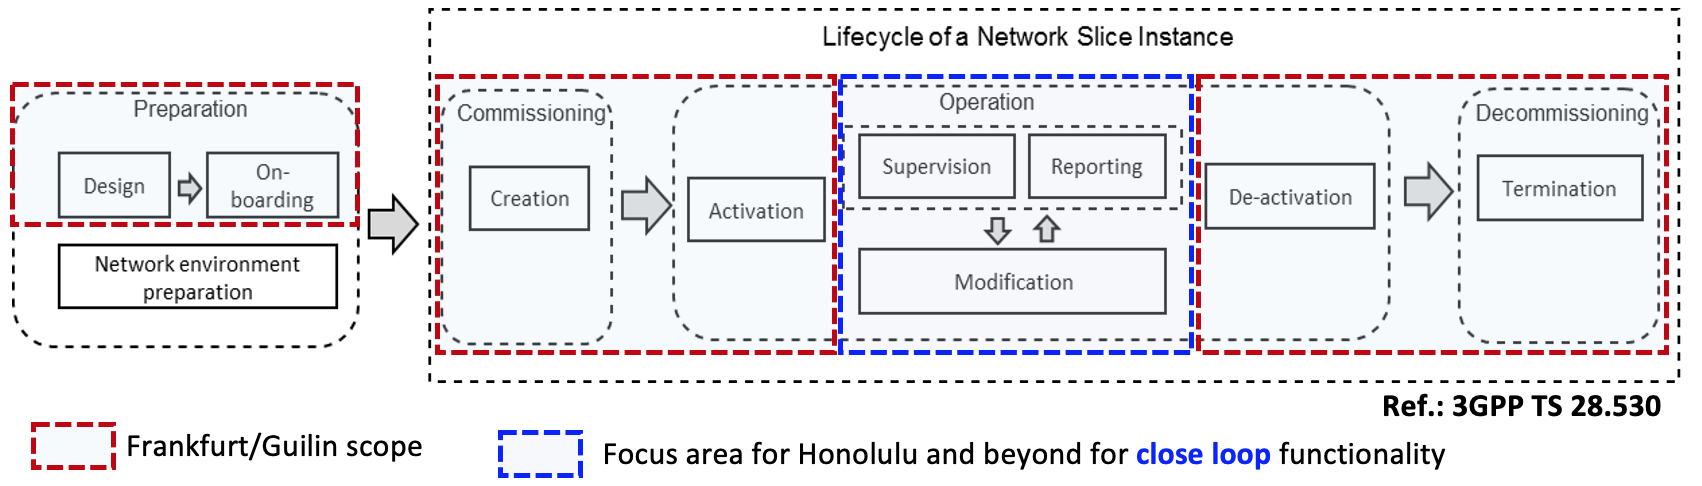 Lifecycle of a Network Slice Instance
Preparation
Design
On-
boarding
Network environment
preparation
Commissioning
Creation
Activation
Operation
Supervision
Reporting
Modification
De-activation
Decommissioning
Termination
Ref.: 3GPP TS 28.530
Frankfurt/Guilin scope
Focus area for Honolulu and beyond for close loop functionality